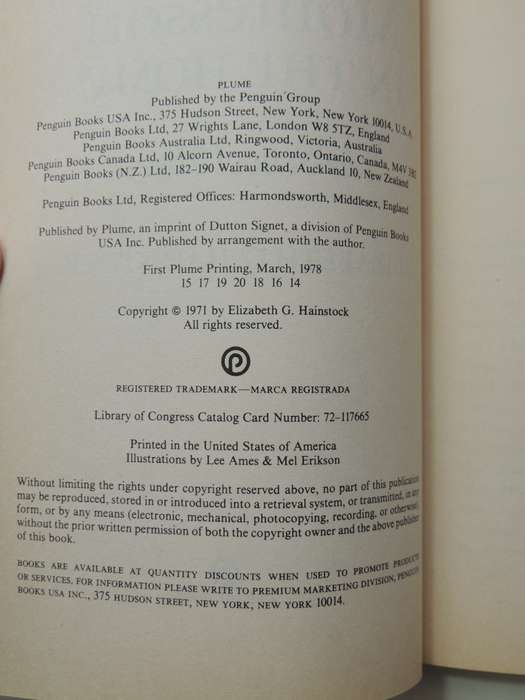 PLUME
Published by the Penguin Group
Penguin Books USA Inc., 375 Hudson Street, New York, New York 10014, U.S.A.
Penguin Books Ltd, 27 Wrights Lane, London W8 5TZ, England
Penguin Books Australia Ltd, Ringwood, Victoria, Australia
Penguin Books Canada Ltd, 10 Alcorn Avenue, Toronto, Ontario, Canada, M4V 3B2
Penguin Books (N.Z.) Ltd, 182-190 Wairau Road, Auckland 10, New Zealand
Penguin Books Ltd, Registered Offices: Harmondsworth, Middlesex, England
Published by Plume, an imprint of Dutton Signet, a division of Penguin Books
USA Inc. Published by arrangement with the author.
First Plume Printing, March, 1978
15 17 19 20 18 16 14
Copyright © 1971 by Elizabeth G. Hainstock
All rights reserved.
P
REGISTERED TRADEMARK—MARCA REGISTRADA
Library of Congress Catalog Card Number: 72-117665
Printed in the United States of America
Illustrations by Lee Ames & Mel Erikson
Without limiting the rights under copyright reserved above, no part of this publication
may be reproduced, stored in or introduced into a retrieval system, or transmitted, in any
form, or by any means (electronic, mechanical, photocopying, recording, or otherwise)
without the prior written permission of both the copyright owner and the above publisher
of this book.
BOOKS ARE AVAILABLE AT QUANTITY DISCOUNTS WHEN USED TO PROMOTE PRODUCTS
OR SERVICES. FOR INFORMATION PLEASE WRITE TO PREMIUM MARKETING DIVISION, PENGUIN
BOOKS USA INC., 375 HUDSON STREET, NEW YORK, NEW YORK 10014.